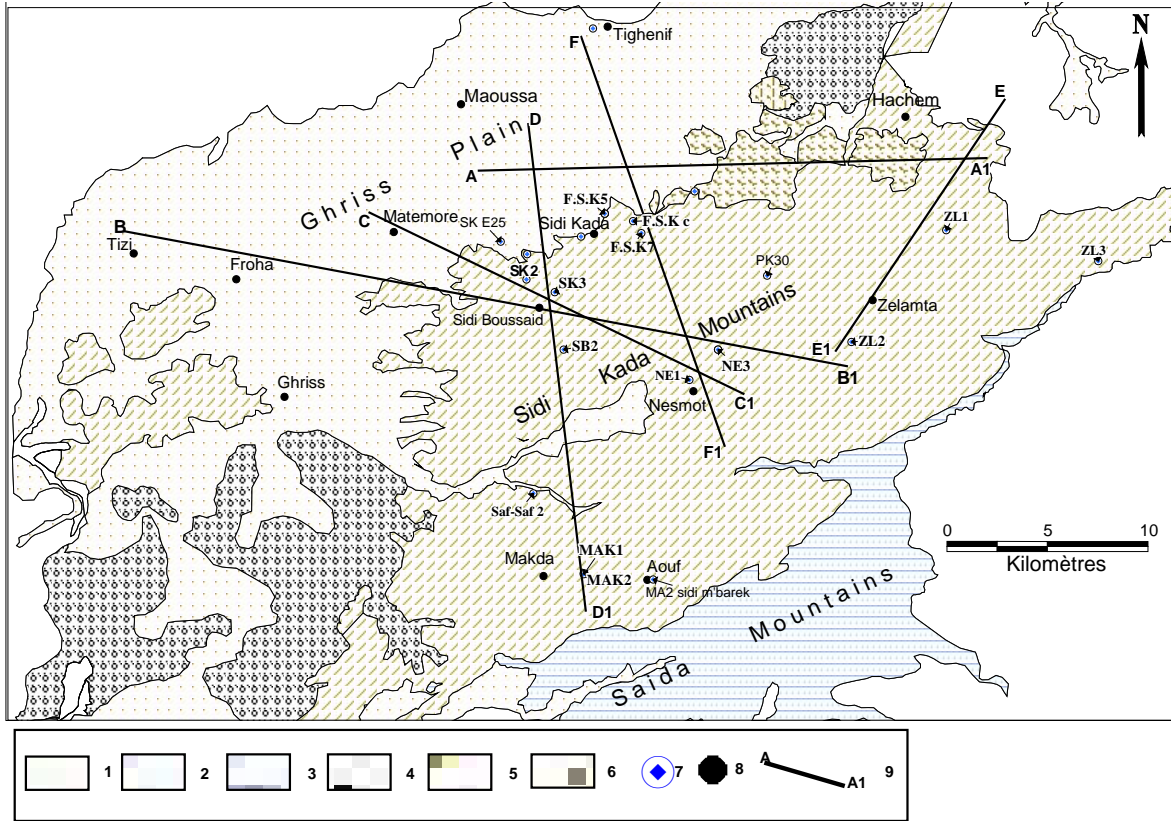 N
F
Tighenif
Hachem
E
Maoussa
D
Plain
A
A1
Ghriss
F.S.K5
B
C
Matemore
SK E25
Sidi Kada
F.S.K c
F.S.K7
ZL1
Tizi
Froha
SK2
SK3
PK30
ZL3
Sidi Boussaid
Mountains
Zelamta
SB2
E1
ZL2
NE3
B1
Kada
NE1
Ghriss
Sidi
Nesmot
C1
F1
Saf-Saf 2
0 5 10
Kilomètres
MAK1
Makda
MAK2
Aouf
MA2 sidi m'barek
D1
Mountains
Saida
1 2 3 4 5 6 7 8 A A1 9